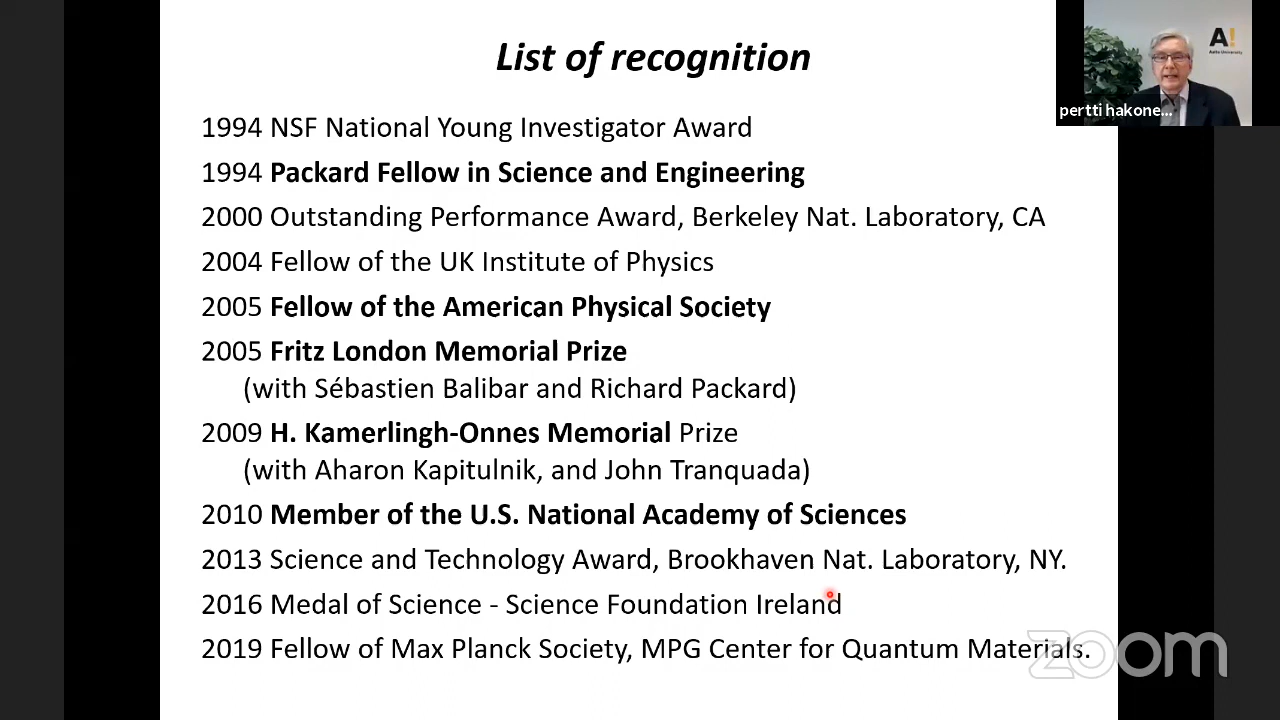 List of recognition
1994 NSF National Young Investigator Award
1994 Packard Fellow in Science and Engineering
2000 Outstanding Performance Award, Berkeley Nat. Laboratory, CA
2004 Fellow of the UK Institute of Physics
2005 Fellow of the American Physical Society
2005 Fritz London Memorial Prize
(with Sébastien Balibar and Richard Packard)
2009 H. Kamerlingh-Onnes Memorial Prize
(with Aharon Kapitulnik, and John Tranquada)
2010 Member of the U.S. National Academy of Sciences
2013 Science and Technology Award, Brookhaven Nat. Laboratory, NY.
2016 Medal of Science - Science Foundation Ireland
2019 Fellow of Max Planck Society, MPG Center for Quantum Materials.
A!
Aalto University
pertti hakone...
zoom